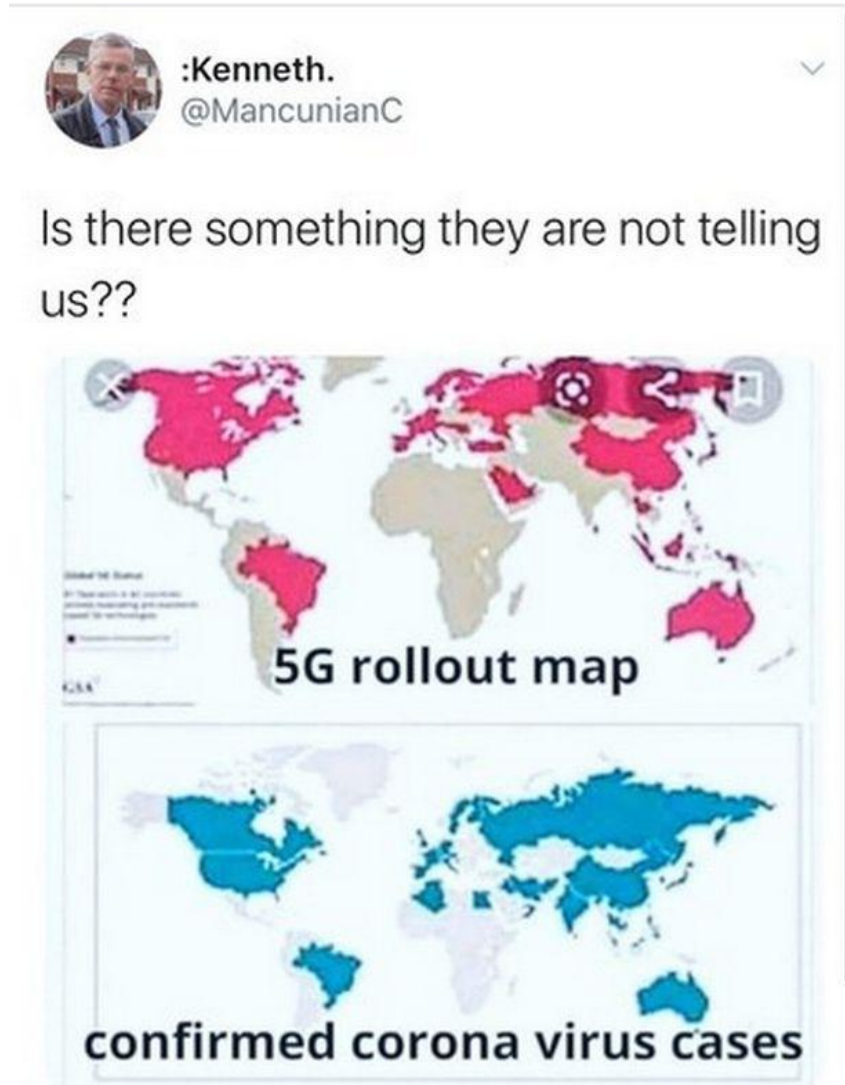 :Kenneth.
@MancunianC
Is there something they are not telling
us??
5G rollout map
confirmed corona virus cases